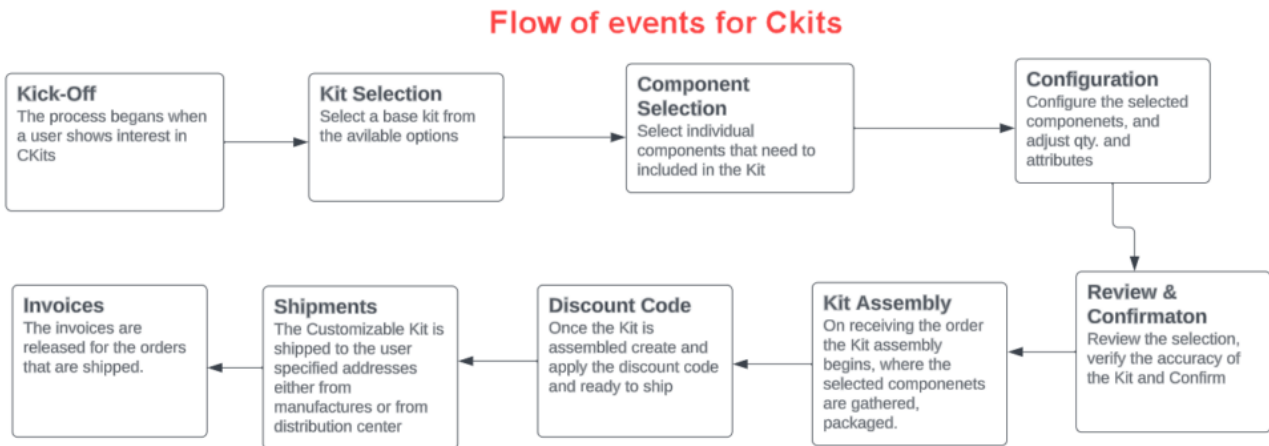 Flow of events for Ckits
Kick-Off
The process begans when
a user shows interest in
CKits
Kit Selection
Select a base kit from
the avilable options
Component
Selection
Select individual
components that need to
included in the Kit
Configuration
Configure the selected
componenets, and
adjust qty. and
attributes
Review &
Confirmaton
Review the selection,
verify the accuracy of
the Kit and Confirm
Kit Assembly
On receiving the order
the Kit assembly
begins, where the
selected componenets
are gathered,
packaged.
Discount Code
Once the Kit is
assembled create and
apply the discount code
and ready to ship
Shipments
The Customizable Kit is
shipped to the user
specified addresses
either from
manufactures or from
distribution center
Invoices
The invoices are
released for the orders
that are shipped.